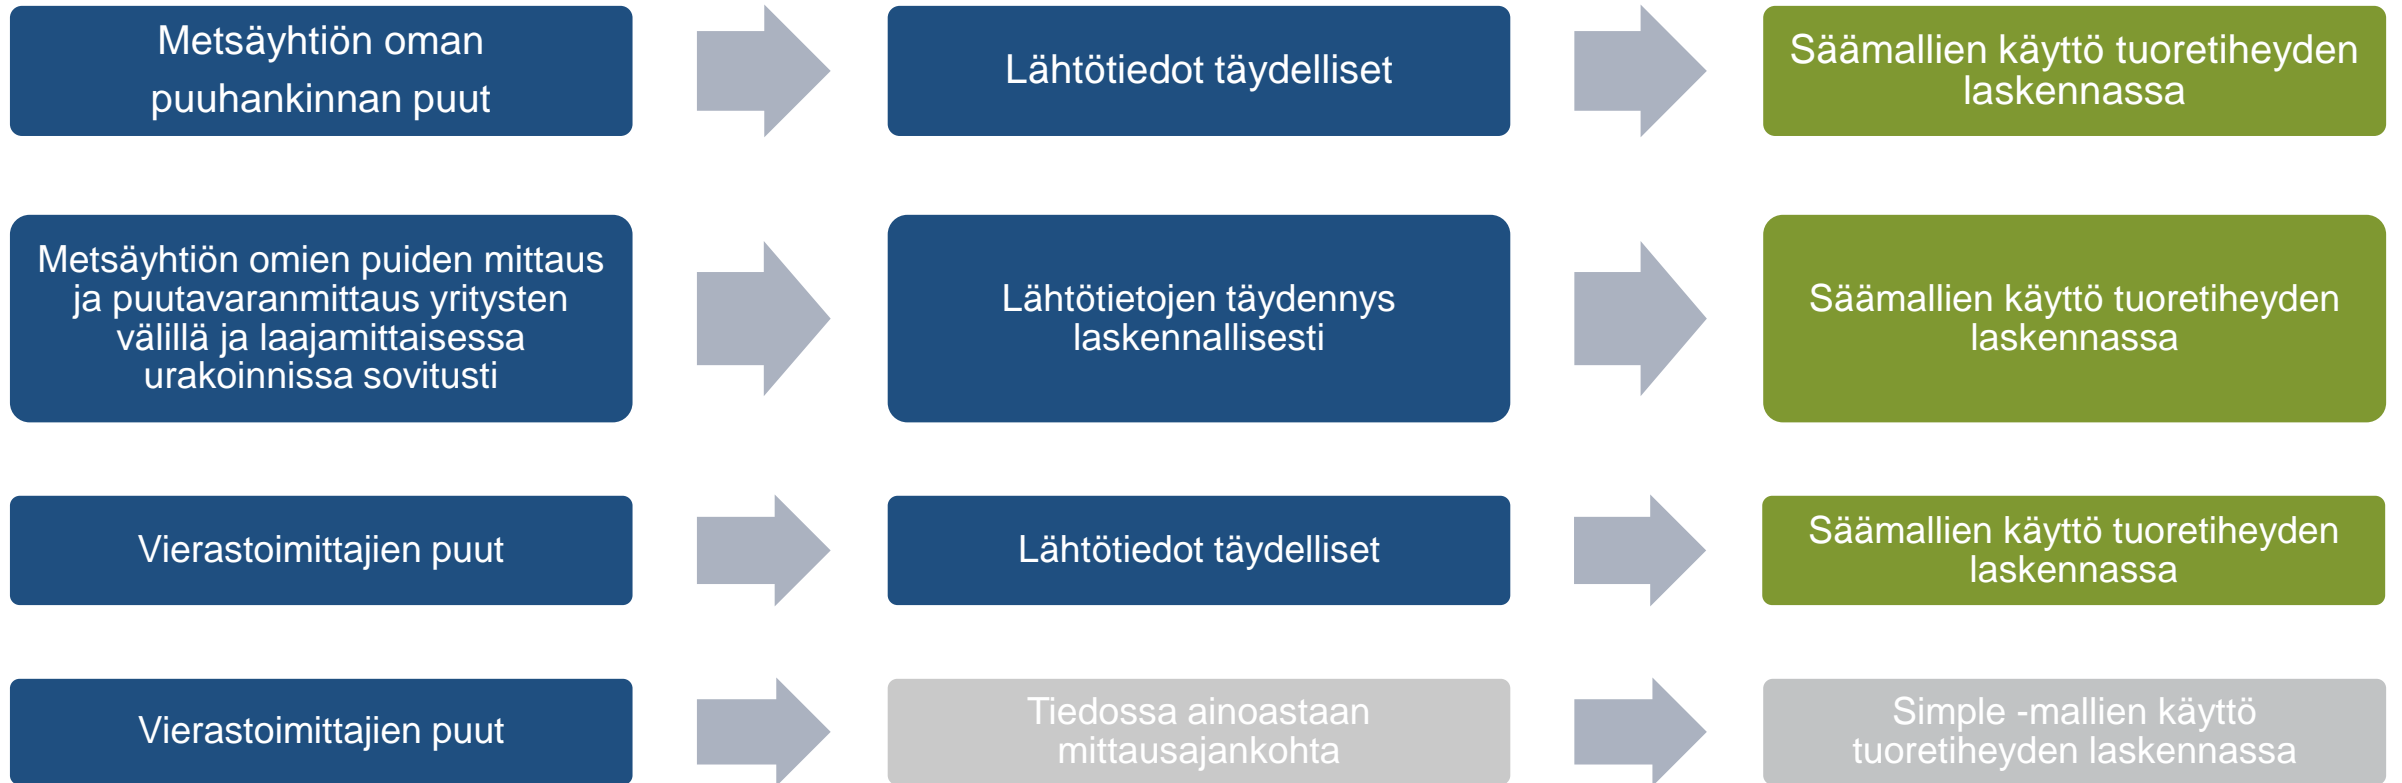 Metsäyhtiön oman
puuhankinnan puut
Lähtötiedot täydelliset
Säämallien käyttö tuoretiheyden
laskennassa
Metsäyhtiön omien puiden mittaus
ja puutavaranmittaus yritysten
välillä ja laajamittaisessa
urakoinnissa sovitusti
Lähtötietojen täydennys
laskennallisesti
Säämallien käyttö tuoretiheyden
laskennassa
Vierastoimittajien puut
Lähtötiedot täydelliset
Säämallien käyttö tuoretiheyden
laskennassa
Vierastoimittajien puut
Tiedossa ainoastaan
mittausajankohta
Simple -mallien käyttö
tuoretiheyden laskennassa